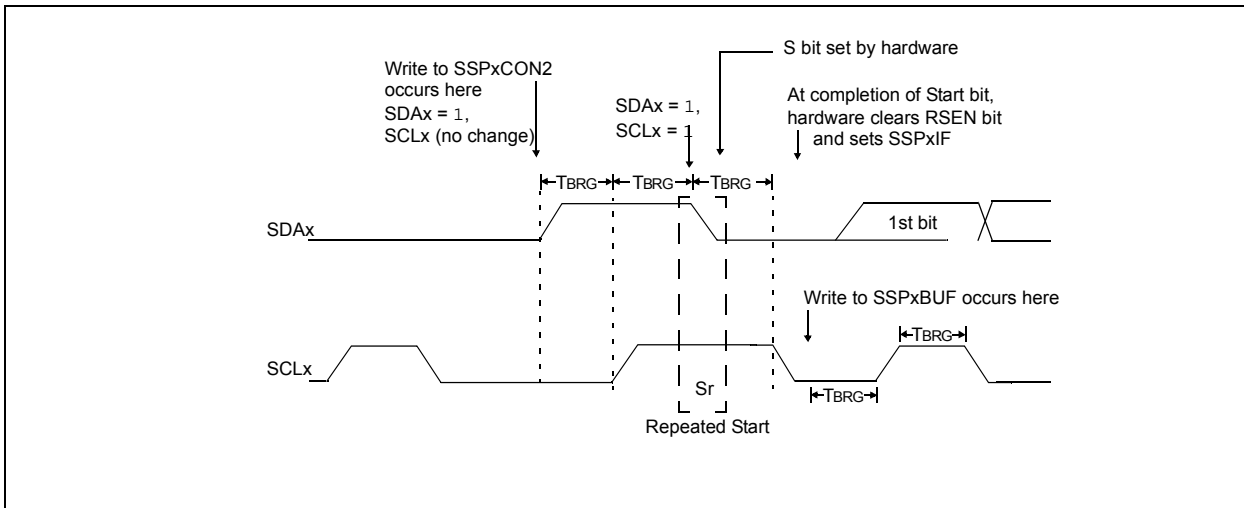 S bit set by hardware
Write to SSPxCON2
occurs here
SDAx = 1,
SCLx (no change)
SDAx = 1,
SCLx = 1
At completion of Start bit,
hardware clears RSEN bit
and sets SSPxIF
TBRG TBRG TBRG
SDAx
1st bit
Write to SSPxBUF occurs here
TBRG
SCLx
Sr
TBRG
Repeated Start